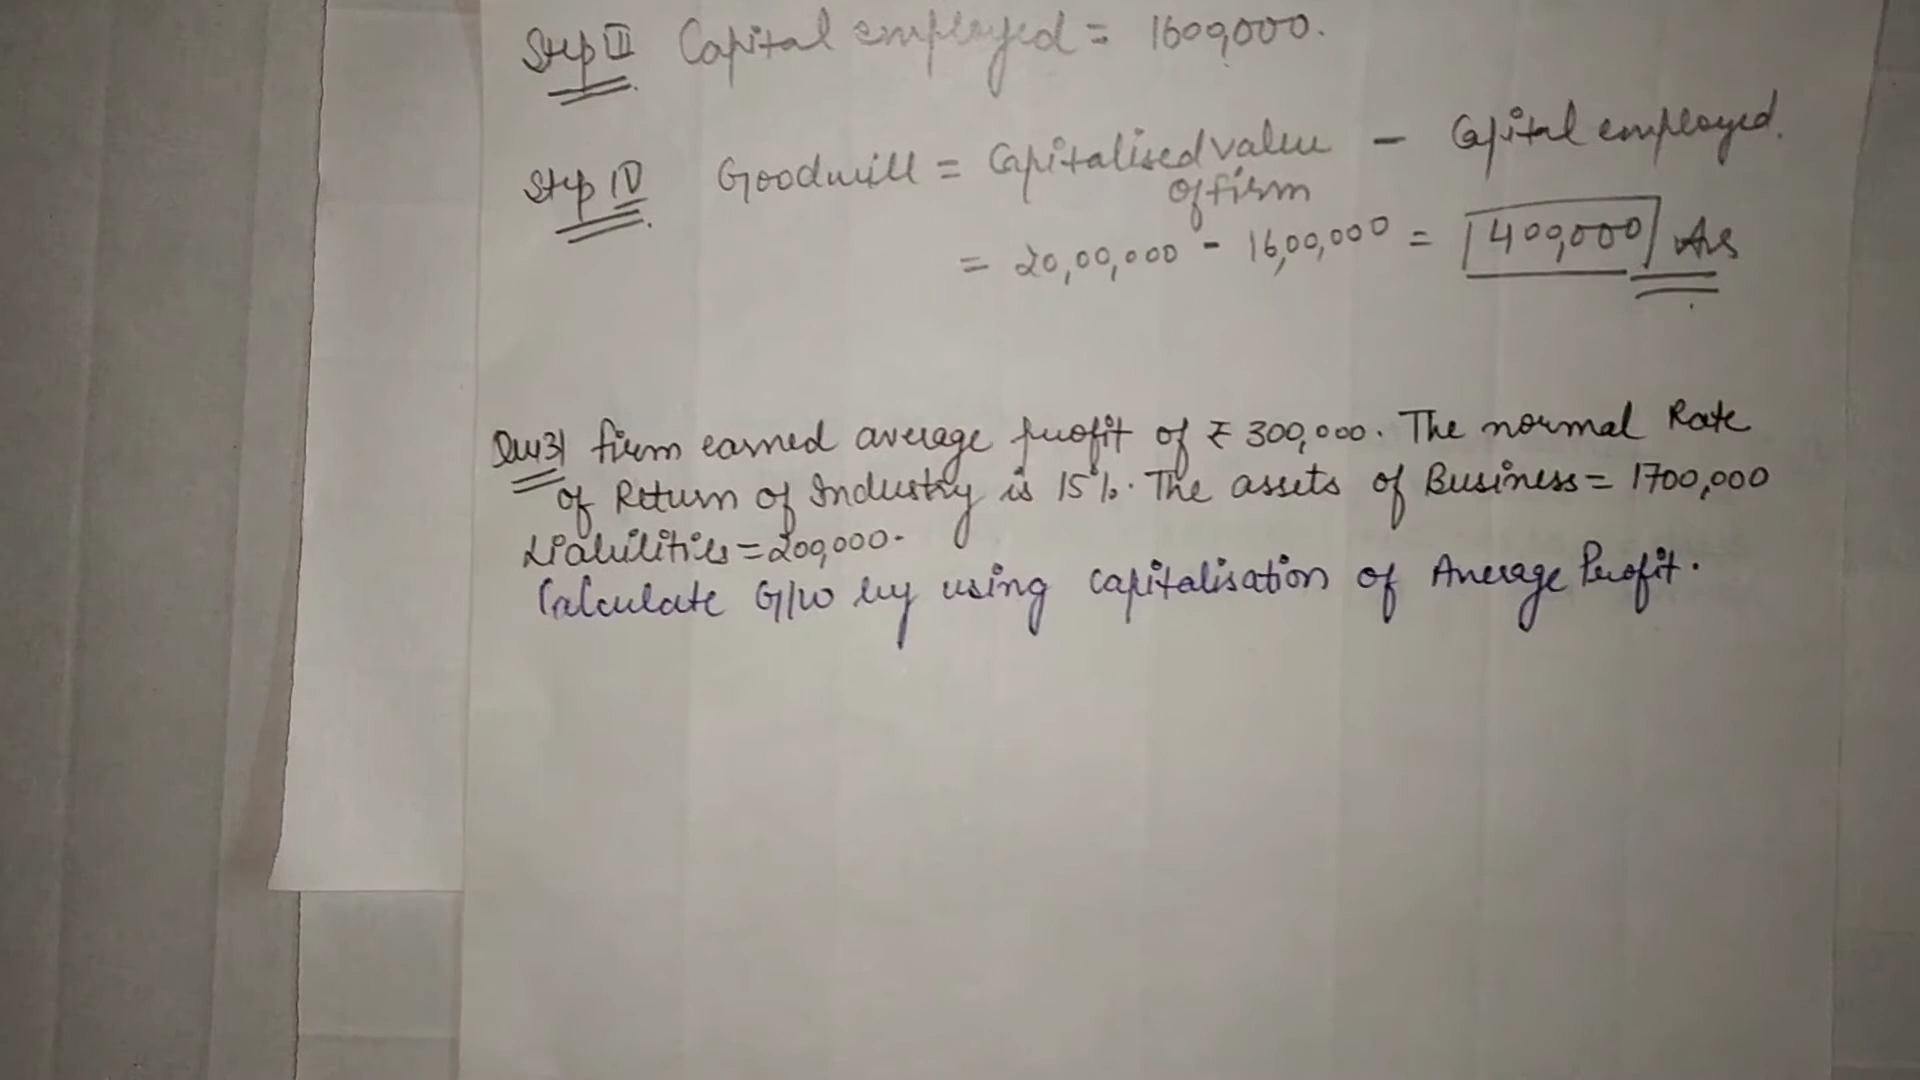 Step III Capital employed = 1600,000.
Step IV Goodwill = Capitalised value of firm - Capital employed.
= 20,00,000 - 16,00,000 = 400,000 Ans
Que 3) firm earned average profit of ₹ 300,000. The normal Rate
of Return of Industry is 15%. The assets of Business = 1700,000
Liabilities = 200,000.
Calculate G/W by using capitalisation of Average Profit.